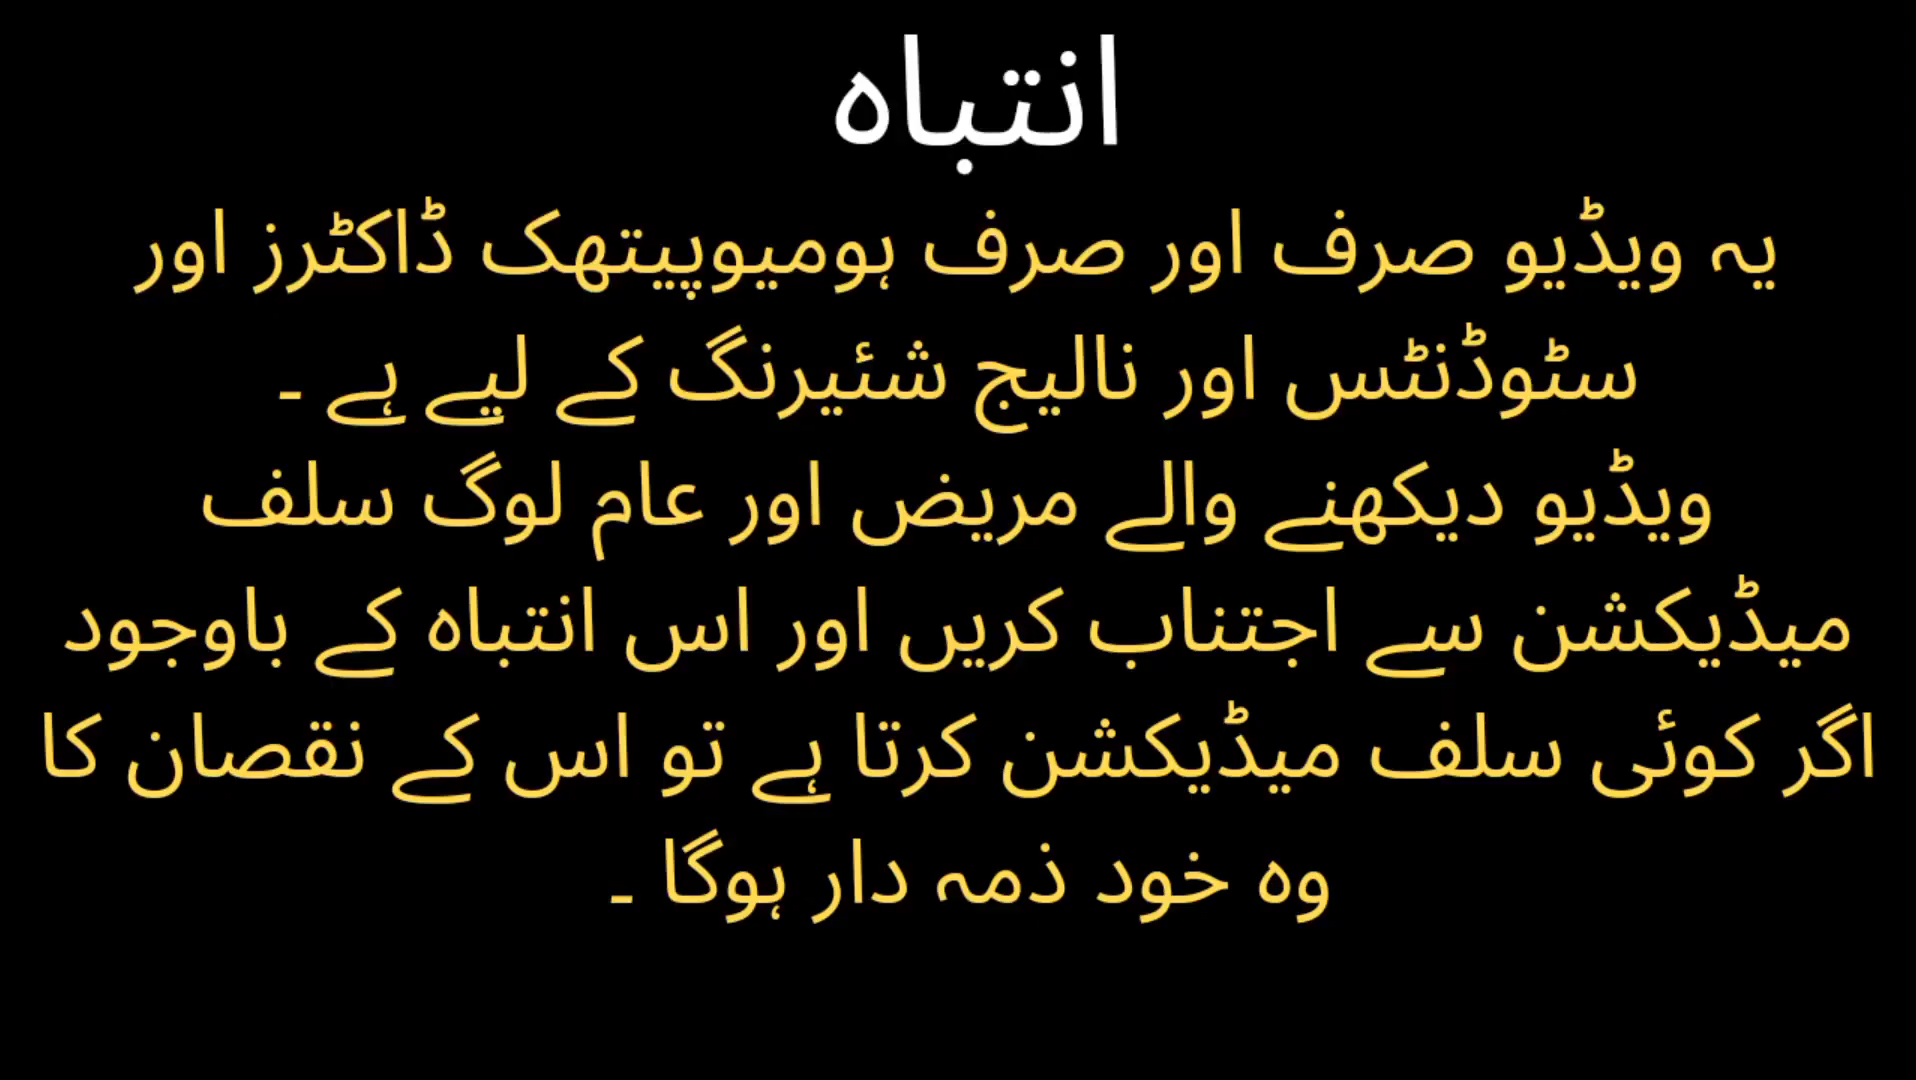 انتباہ
یہ ویڈیو صرف اور صرف ہومیوپیتھک ڈاکٹرز اور
سٹوڈنٹس اور نالیج شئیرنگ کے لیے ہے ۔
ویڈیو دیکھنے والے مریض اور عام لوگ سلف
میڈیکشن سے اجتناب کریں اور اس انتباہ کے باوجود
اگر کوئی سلف میڈیکشن کرتا ہے تو اس کے نقصان کا
وہ خود ذمہ دار ہوگا ۔